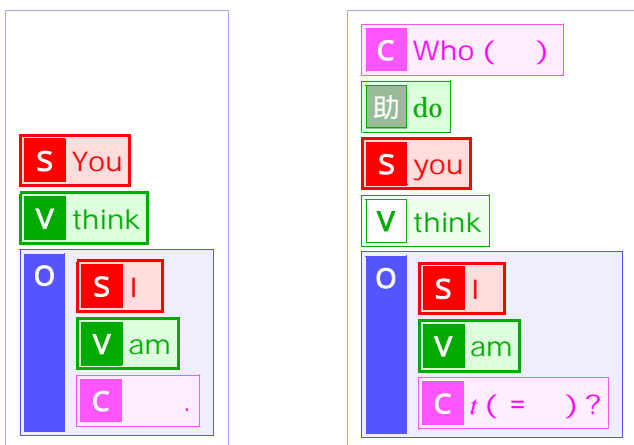 S You
V think
O
S I
V am
C .
C Who ( )
助 do
S you
V think
O
S I
V am
C t ( = ) ?